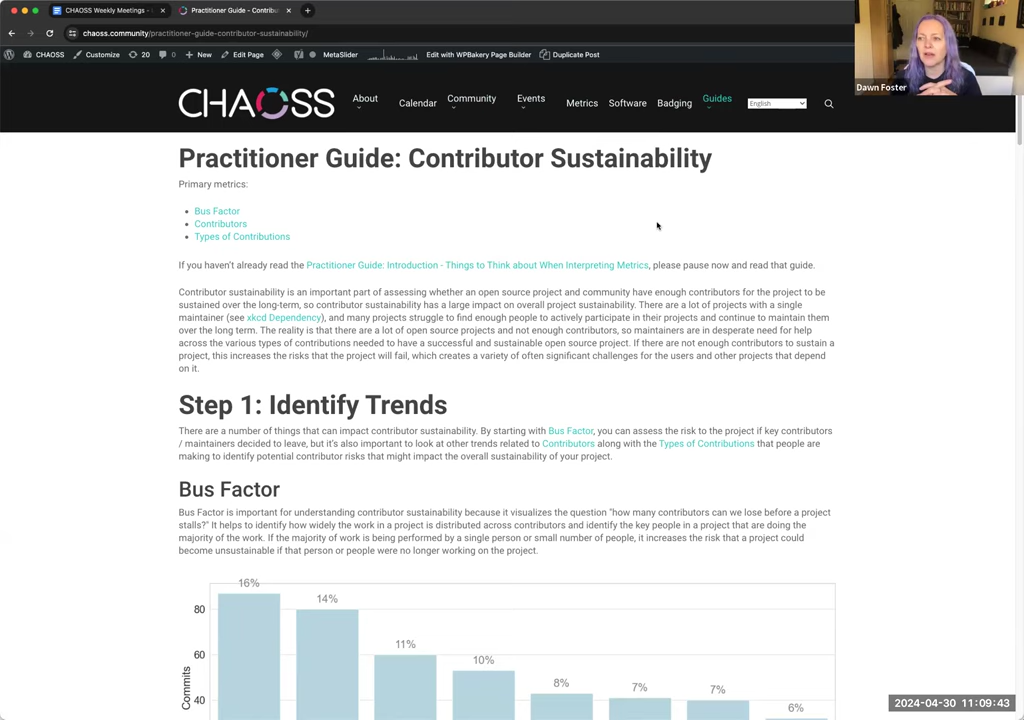 CHAOSS Weekly Meetings -
Practitioner Guide - Contribu
chaoss.community/practitioner-guide-contributor-sustainability/
CHAOSS Customize 20 0 New Edit Page MetaSlider Edit with WPBakery Page Builder Duplicate Post
Dawn Foster
CHAOSS
About Calendar Community Events Metrics Software Badging Guides English
Practitioner Guide: Contributor Sustainability
Primary metrics:
Bus Factor
Contributors
Types of Contributions
If you haven't already read the Practitioner Guide: Introduction - Things to Think about When Interpreting Metrics, please pause now and read that guide.
Contributor sustainability is an important part of assessing whether an open source project and community have enough contributors for the project to be
sustained over the long-term, so contributor sustainability has a large impact on overall project sustainability. There are a lot of projects with a single
maintainer (see xkcd Dependency), and many projects struggle to find enough people to actively participate in their projects and continue to maintain them
over the long term. The reality is that there are a lot of open source projects and not enough contributors, so maintainers are in desperate need for help
across the various types of contributions needed to have a successful and sustainable open source project. If there are not enough contributors to sustain a
project, this increases the risks that the project will fail, which creates a variety of often significant challenges for the users and other projects that depend
on it.
Step 1: Identify Trends
There are a number of things that can impact contributor sustainability. By starting with Bus Factor, you can assess the risk to the project if key contributors
/ maintainers decided to leave, but it's also important to look at other trends related to Contributors along with the Types of Contributions that people are
making to identify potential contributor risks that might impact the overall sustainability of your project.
Bus Factor
Bus Factor is important for understanding contributor sustainability because it visualizes the question "how many contributors can we lose before a project
stalls?" It helps to identify how widely the work in a project is distributed across contributors and identify the key people in a project that are doing the
majority of the work. If the majority of work is being performed by a single person or small number of people, it increases the risk that a project could
become unsustainable if that person or people were no longer working on the project.
16%
14%
11%
10%
8%
7%
7%
6%
80
60
40
Commits
2024-04-30 11:09:43